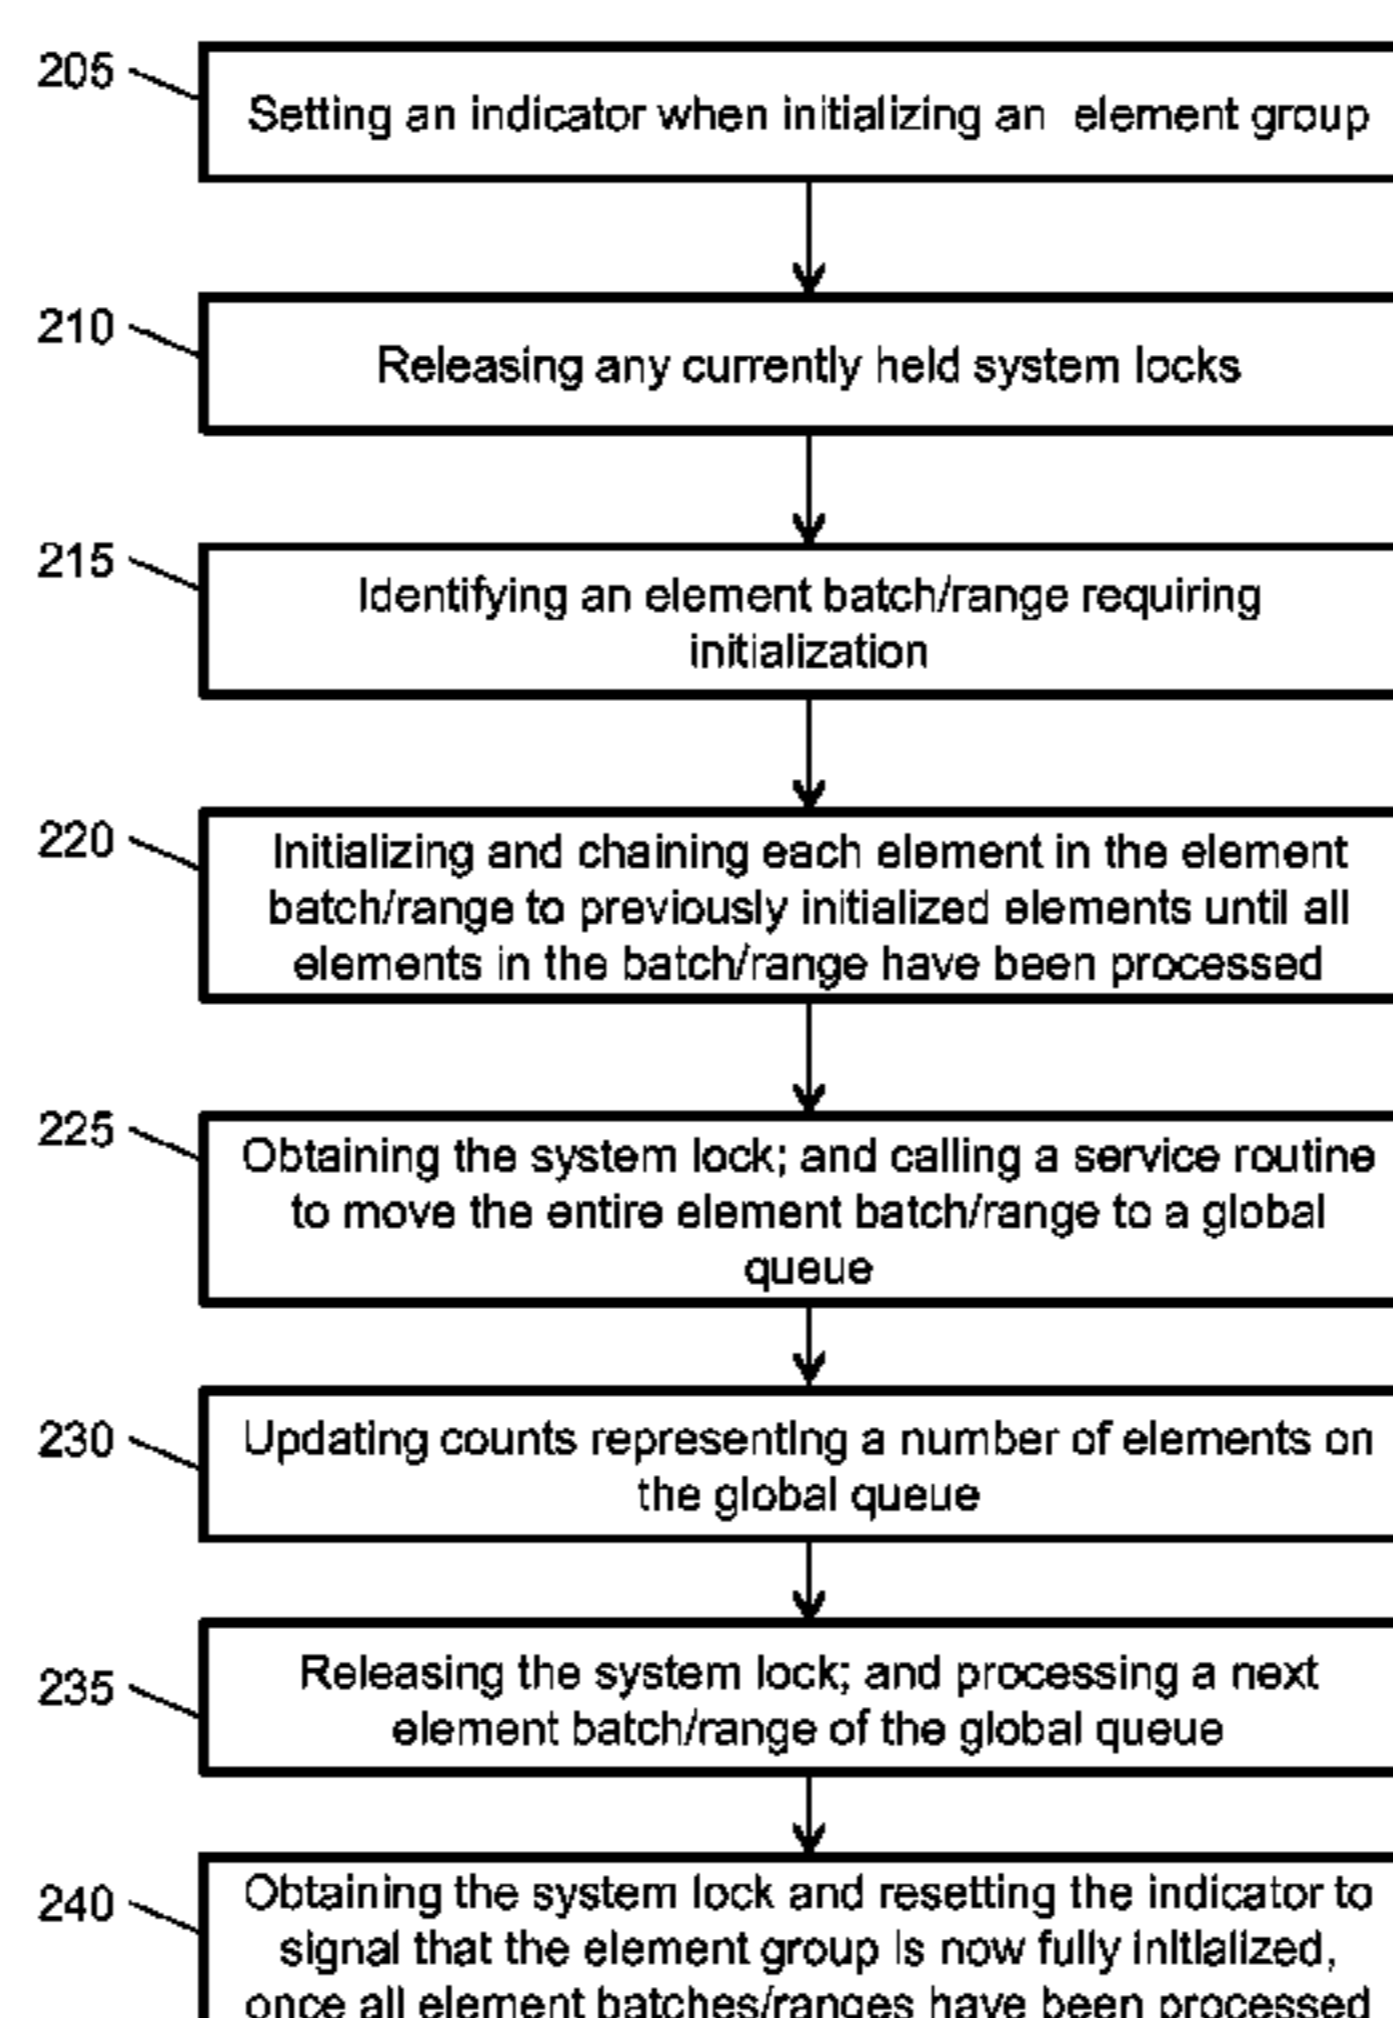 205
Setting an indicator when initializing an element group
210
Releasing any currently held system locks
215
Identifying an element batch/range requiring
initialization
220
Initializing and chaining each element in the element
batch/range to previously initialized elements until all
elements in the batch/range have been processed
225
Obtaining the system lock; and calling a service routine
to move the entire element batch/range to a global
queue
230
Updating counts representing a number of elements on
the global queue
235
Releasing the system lock; and processing a next
element batch/range of the global queue
240
Obtaining the system lock and resetting the indicator to
signal that the element group is now fully initialized,
once all element batches/ranges have been processed